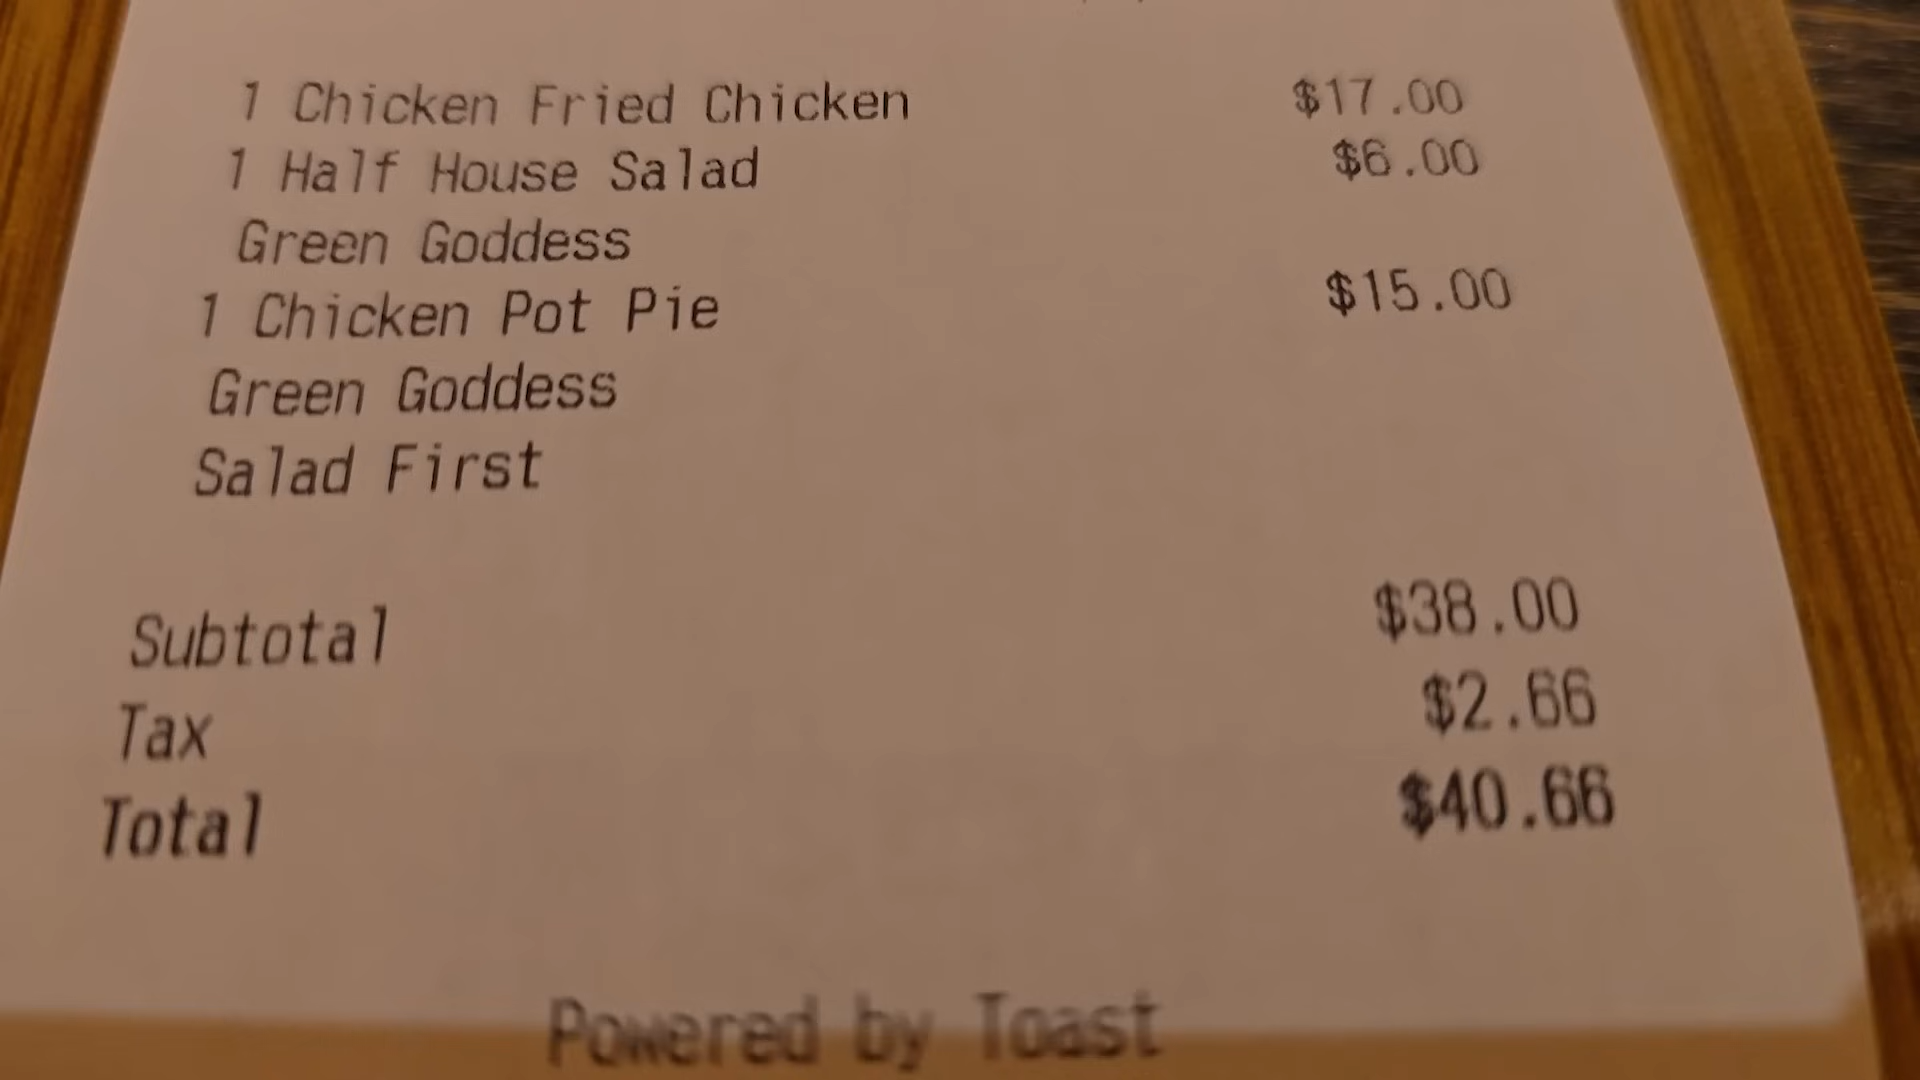 1 Chicken Fried Chicken $17.00
1 Half House Salad $6.00
Green Goddess
1 Chicken Pot Pie $15.00
Green Goddess
Salad First
Subtotal $38.00
Tax $2.66
Total $40.66
Powered by Toast